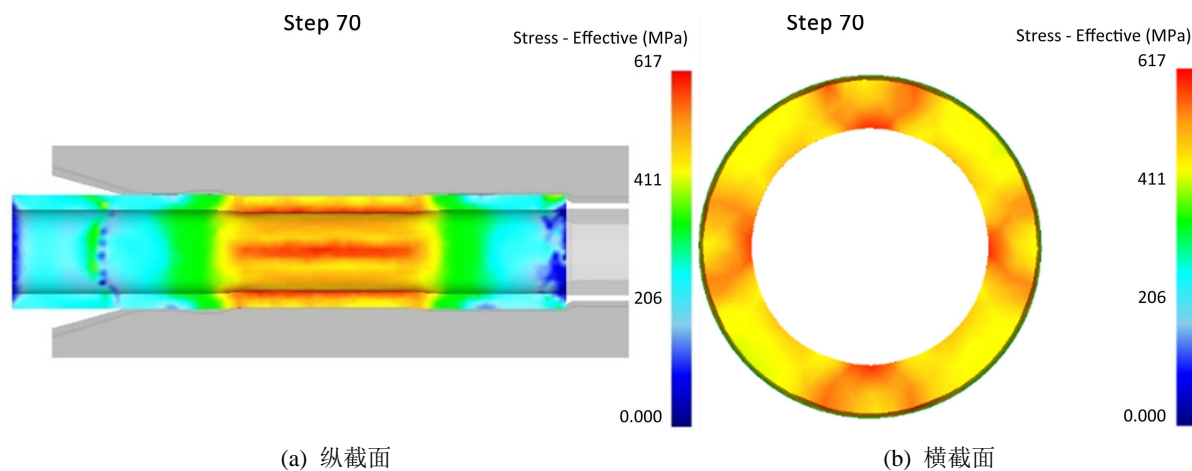 Step 70
Stress - Effective (MPa)
617
411
206
0.000
(a) 纵截面
Step 70
Stress - Effective (MPa)
617
411
206
0.000
(b) 横截面